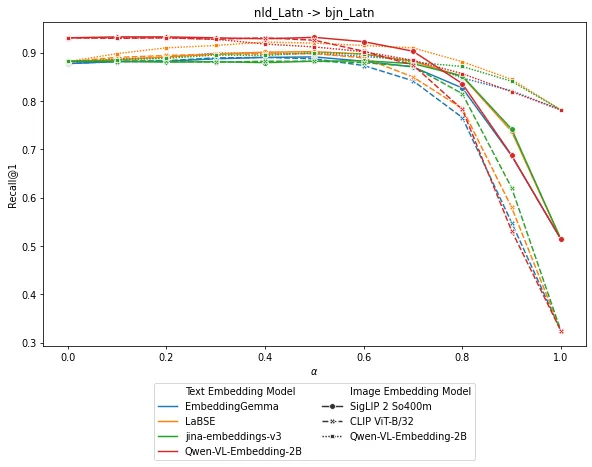 nld_Latn -> bjn_Latn
Recall@1
0.9
0.8
0.7
0.6
0.5
0.4
0.3
0.0 0.2 0.4 0.6 0.8 1.0
α
Text Embedding Model Image Embedding Model
EmbeddingGemma SigLIP 2 So400m
LaBSE CLIP ViT-B/32
jina-embeddings-v3 Qwen-VL-Embedding-2B
Qwen-VL-Embedding-2B